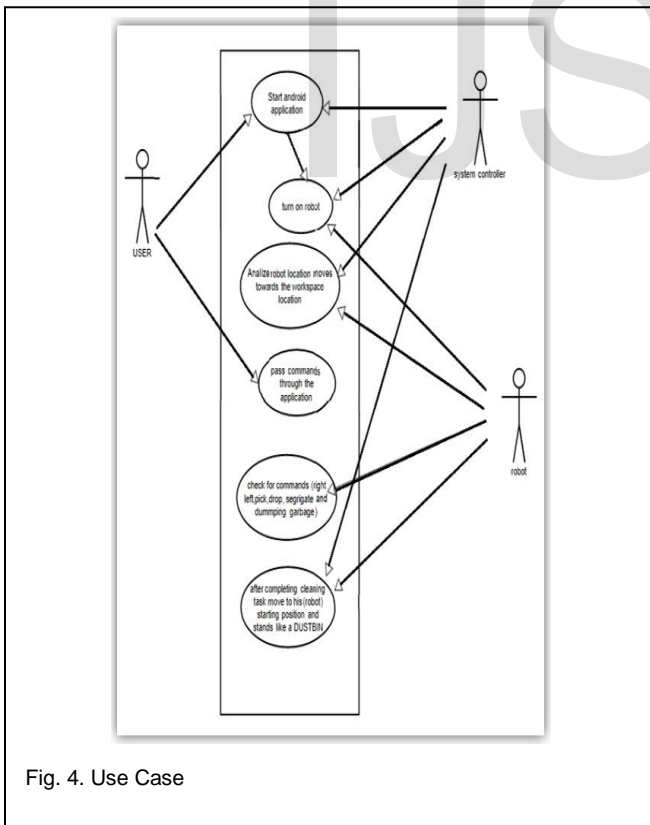 IJS
Start android
application
system controller
USER
turn on robot
Analize robot location moves
towards the workspace
location
pass commands
through the
application
robot
check for commands (right
left,pick,drop, segrigate and
dummping garbage)
after completing cleaning
task move to his(robot)
starting position and
stands like a DUSTBIN
Fig. 4. Use Case